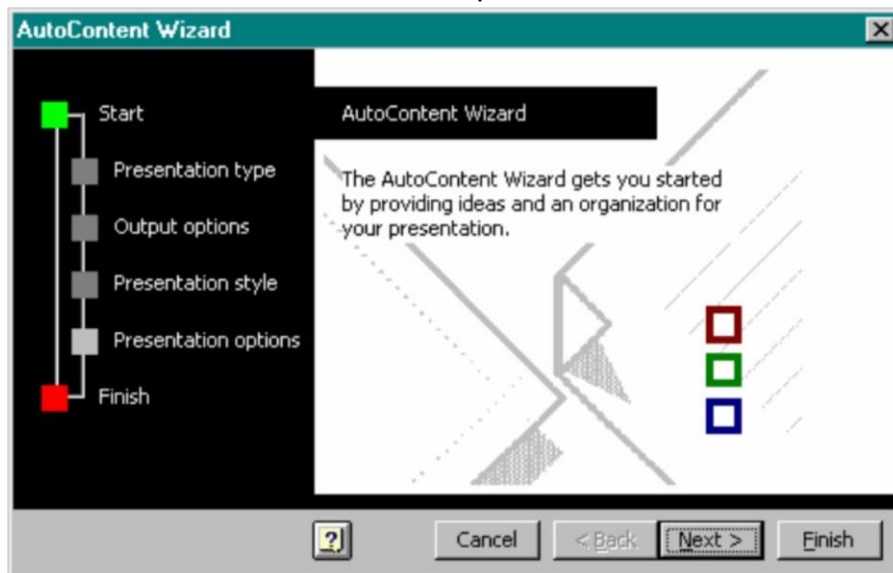 AutoContent Wizard
Start
Presentation type
Output options
Presentation style
Presentation options
Finish
AutoContent Wizard
The AutoContent Wizard gets you started
by providing ideas and an organization for
your presentation.
?
Cancel
< Back
Next >
Finish